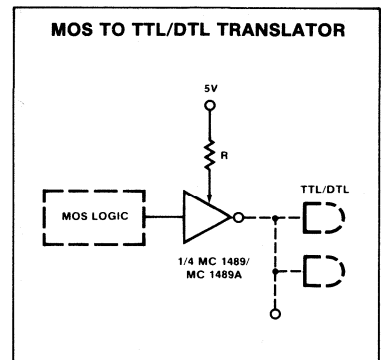 MOS TO TTL/DTL TRANSLATOR
5V
R
TTL/DTL
MOS LOGIC
1/4 MC 1489/
MC 1489A